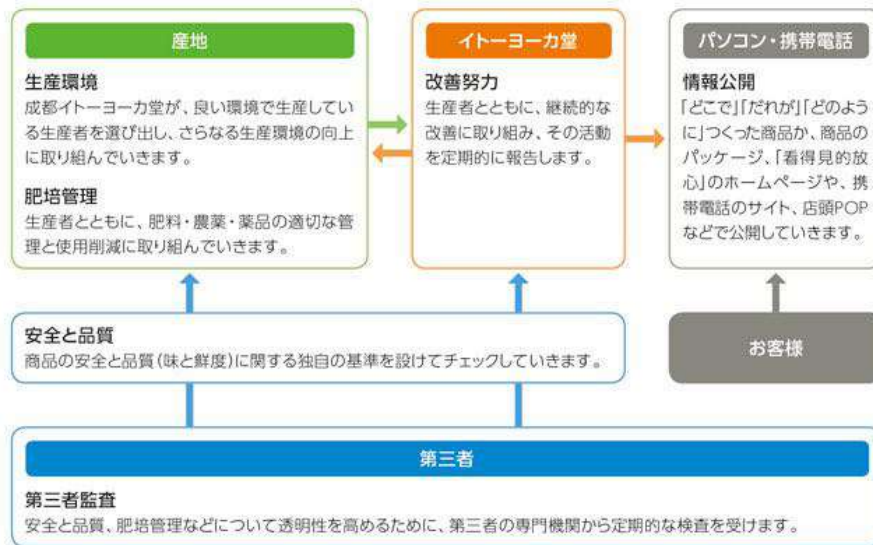 産地
生産環境
成都イトーヨーカ堂が、良い環境で生産してい
る生産者を選び出し、さらなる生産環境の向上
に取り組んでいきます。
肥培管理
生産者とともに、肥料・農薬・薬品の適切な管
理と使用削減に取り組んでいきます。
イトーヨーカ堂
改善努力
生産者とともに、継続的な
改善に取り組み、その活動
を定期的に報告します。
パソコン・携帯電話
情報公開
「どこで」「だれが」「どのよう
に」つくった商品か、商品の
パッケージ、「看得見的放
心」のホームページや、携
帯電話のサイト、店頭POP
などで公開していきます。
安全と品質
商品の安全と品質(味と鮮度)に関する独自の基準を設けてチェックしていきます。
お客様
第三者
第三者監査
安全と品質、肥培管理などについて透明性を高めるために、第三者の専門機関から定期的な検査を受けます。